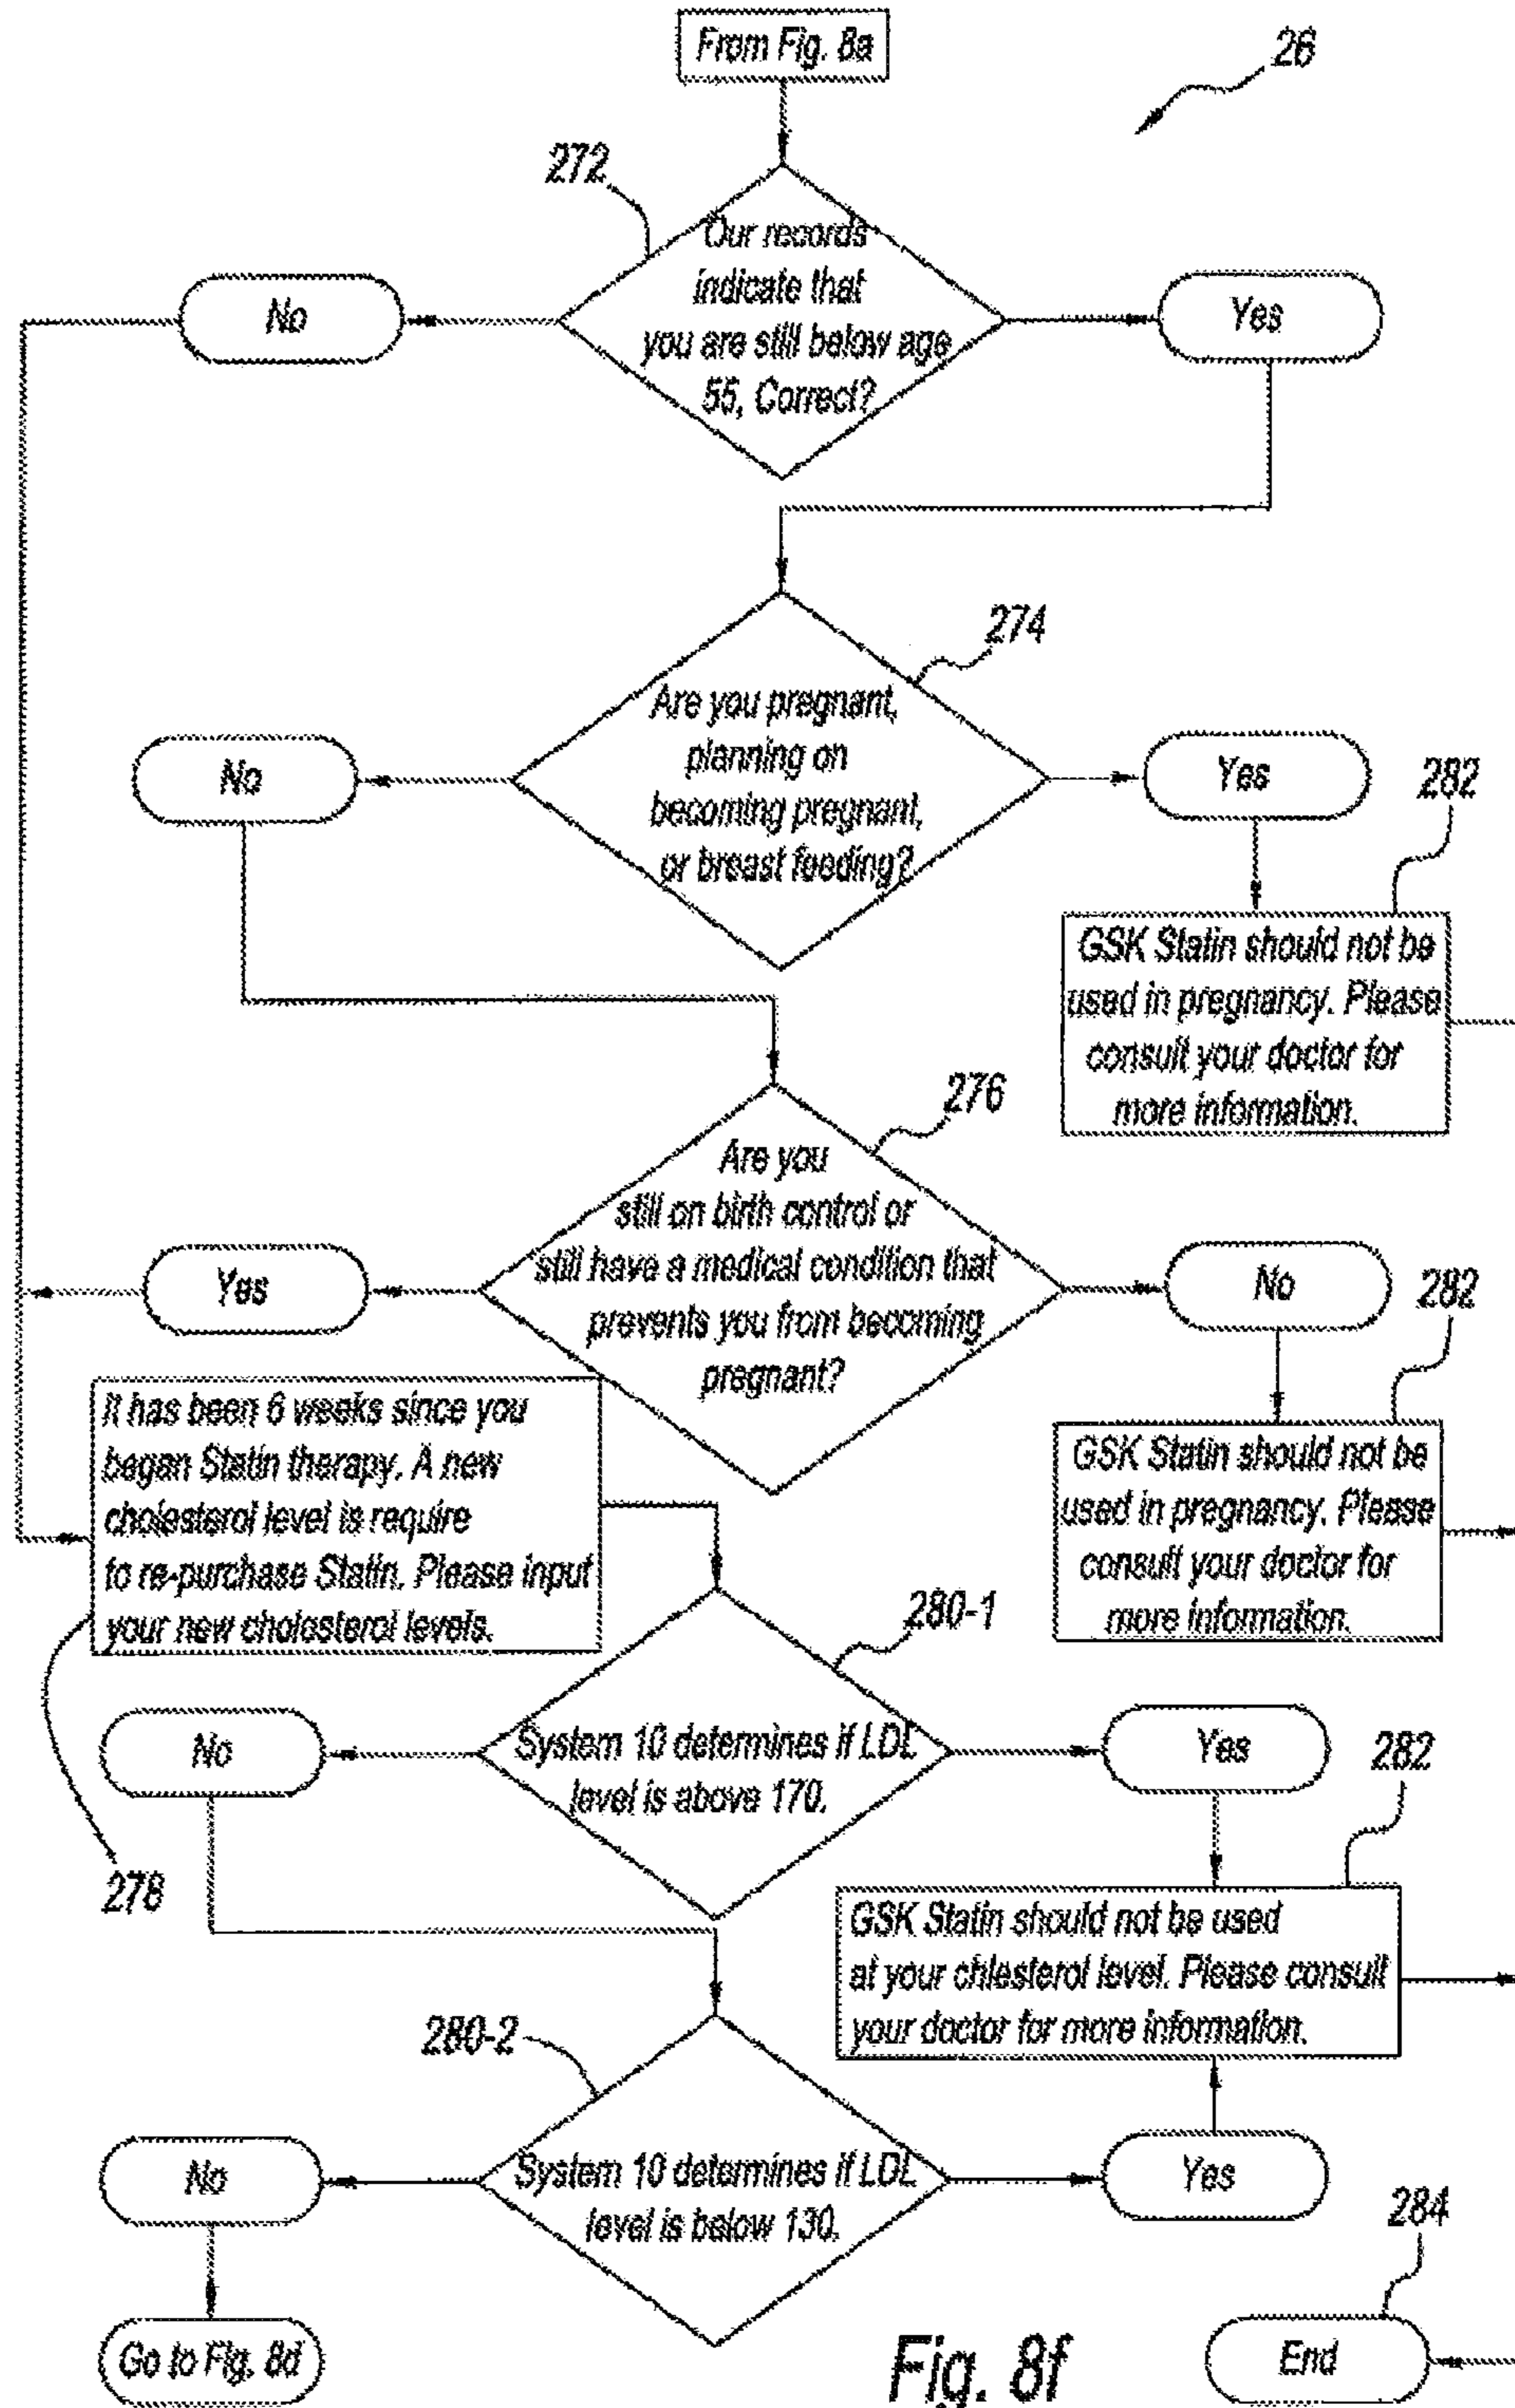 From Fig. 8a
26
272
Our records
indicate that
you are still below age
55, Correct?
No
Yes
274
Are you pregnant,
planning on
becoming pregnant,
or breast feeding?
No
Yes
282
GSK Statin should not be
used in pregnancy. Please
consult your doctor for
more information.
276
Are you
still on birth control or
still have a medical condition that
prevents you from becoming
pregnant?
Yes
No
282
GSK Statin should not be
used in pregnancy. Please
consult your doctor for
more information.
It has been 6 weeks since you
began Statin therapy. A new
cholesterol level is require
to re-purchase Statin. Please input
your new cholesterol levels.
278
280-1
System 10 determines if LDL
level is above 170.
No
Yes
282
GSK Statin should not be used
at your chlesterol level. Please consult
your doctor for more information.
280-2
System 10 determines if LDL
level is below 130.
No
Yes
Go to Fig. 8d
284
End
Fig. 8f